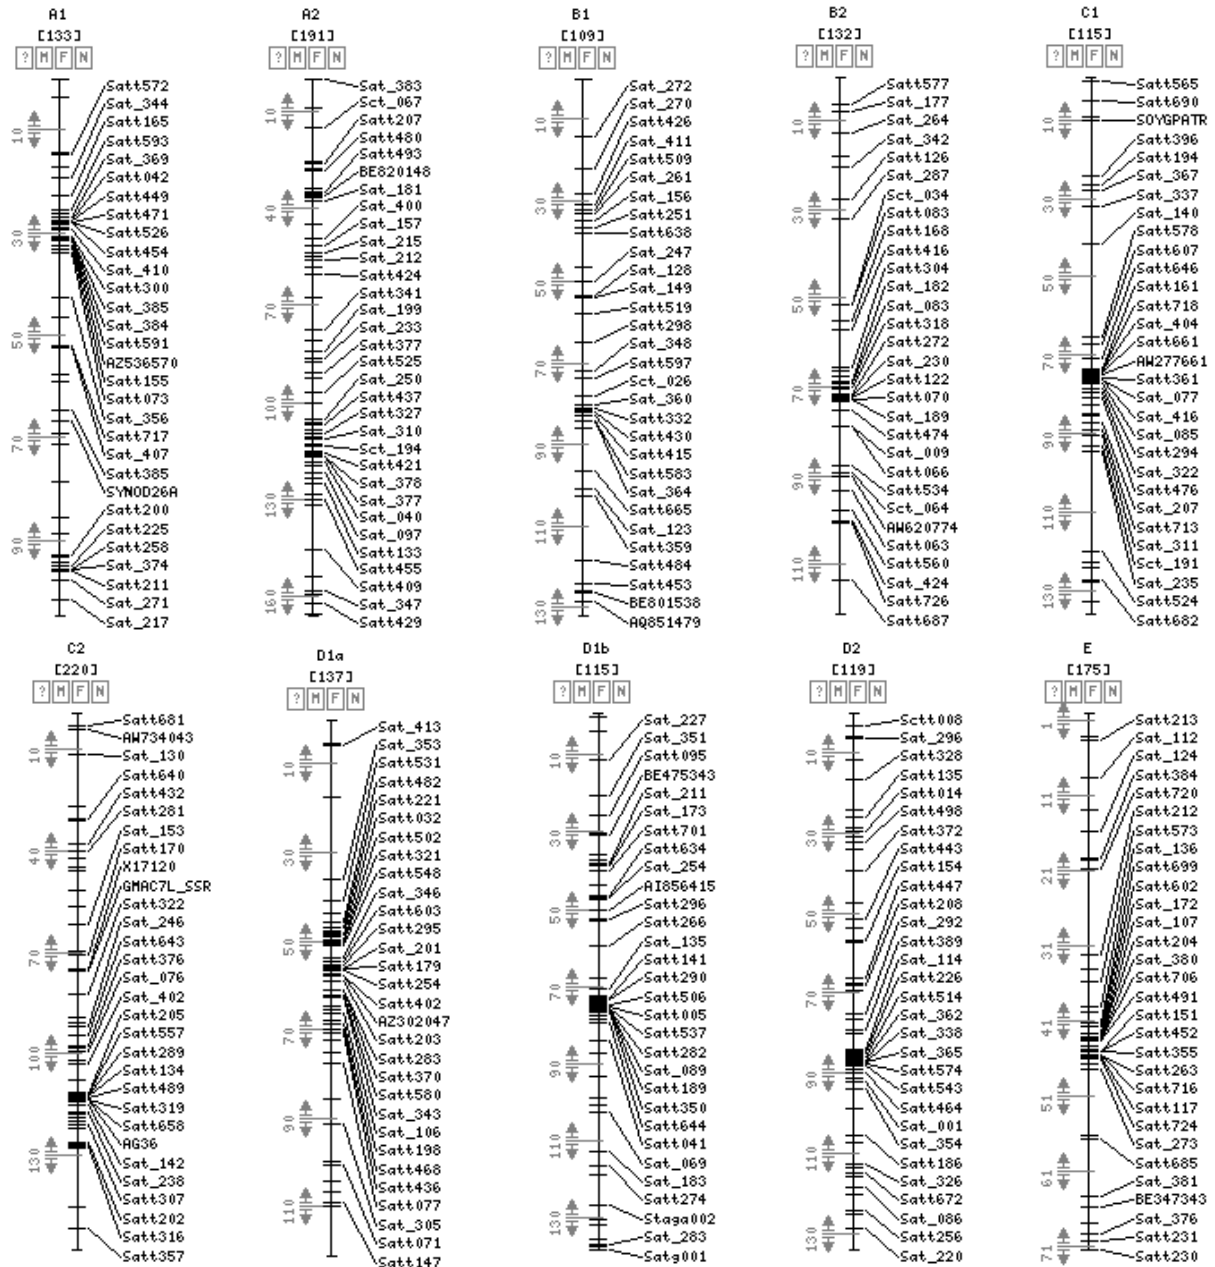 A1
[133]
? M F N
10
30
50
70
90
Satt572
Sat_344
Satt165
Satt593
Sat_369
Satt042
Satt449
Satt471
Satt526
Satt454
Sat_410
Satt300
Sat_385
Sat_384
Satt591
AZ536570
Satt155
Satt073
Sat_356
Satt717
Sat_407
Satt385
SYNOD26A
Satt200
Satt225
Satt258
Sat_374
Satt211
Sat_271
Sat_217
A2
[191]
? M F N
10
40
70
100
130
160
Sat_383
Sct_067
Satt207
Satt480
Satt493
BE820148
Sat_181
Sat_400
Sat_157
Sat_215
Sat_212
Satt424
Satt341
Sat_199
Sat_233
Satt377
Satt525
Sat_250
Satt437
Satt327
Sat_310
Sct_194
Satt421
Sat_378
Sat_377
Sat_040
Sat_097
Satt133
Satt455
Satt409
Sat_347
Satt429
B1
[109]
? M F N
10
30
50
70
90
110
130
Sat_272
Sat_270
Satt426
Sat_411
Satt509
Sat_261
Sat_156
Satt251
Satt638
Sat_247
Sat_128
Sat_149
Satt519
Satt298
Sat_348
Satt597
Sct_026
Sat_360
Satt332
Satt430
Satt415
Satt583
Sat_364
Satt665
Sat_123
Satt359
Satt484
Satt453
BE801538
AQ851479
B2
[132]
? M F N
10
30
50
70
90
110
Satt577
Sat_177
Sat_264
Sat_342
Satt126
Sat_287
Sct_034
Satt083
Satt168
Satt416
Satt304
Sat_182
Sat_083
Satt318
Satt272
Sat_230
Satt122
Satt070
Sat_189
Satt474
Sat_009
Satt066
Satt534
Sct_064
AW620774
Satt063
Satt560
Sat_424
Satt726
Satt687
C1
[115]
? M F N
10
30
50
70
90
110
130
Satt565
Satt690
SOYGPATR
Satt396
Satt194
Sat_367
Sat_337
Sat_140
Satt578
Satt607
Satt646
Satt161
Satt718
Sat_404
Satt661
AW277661
Satt361
Sat_077
Sat_416
Sat_085
Satt294
Sat_322
Satt476
Sat_207
Satt713
Sat_311
Sct_191
Sat_235
Satt524
Satt682
C2
[220]
? M F N
10
40
70
100
130
Satt681
AW734043
Sat_130
Satt640
Satt432
Satt281
Sat_153
Satt170
X17120
GMAC7L_SSR
Satt322
Sat_246
Satt643
Satt376
Sat_076
Sat_402
Satt205
Satt557
Satt289
Satt134
Satt489
Satt319
Satt658
AG36
Sat_142
Sat_238
Satt307
Satt202
Satt316
Satt357
D1a
[137]
? M F N
10
30
50
70
90
110
Sat_413
Sat_353
Satt531
Satt482
Satt221
Satt032
Satt502
Satt321
Satt548
Sat_346
Satt603
Satt295
Sat_201
Satt179
Satt254
Satt402
AZ302047
Satt203
Satt283
Satt370
Satt580
Sat_343
Sat_106
Satt198
Satt468
Satt436
Satt077
Sat_305
Satt071
Satt147
D1b
[115]
? M F N
10
30
50
70
90
110
130
Sat_227
Sat_351
Satt095
BE475343
Sat_211
Sat_173
Satt701
Satt634
Sat_254
AI856415
Satt296
Satt266
Sat_135
Satt141
Satt290
Satt506
Satt005
Satt537
Satt282
Sat_089
Satt189
Satt350
Satt644
Satt041
Sat_069
Sat_183
Satt274
Staga002
Sat_283
Satg001
D2
[119]
? M F N
10
30
50
70
90
110
130
Sctt008
Sat_296
Satt328
Satt135
Satt014
Satt498
Satt372
Satt443
Satt154
Satt447
Satt208
Sat_292
Satt389
Sat_114
Satt226
Satt514
Sat_362
Sat_338
Sat_365
Satt574
Satt543
Satt464
Sat_001
Sat_354
Satt186
Sat_326
Satt672
Sat_086
Satt256
Sat_220
E
[175]
? M F N
1
11
21
31
41
51
61
71
Satt213
Sat_112
Sat_124
Satt384
Satt720
Satt212
Satt573
Sat_136
Satt699
Satt602
Sat_172
Sat_107
Satt204
Sat_380
Satt706
Satt491
Satt151
Satt452
Satt355
Satt263
Satt716
Satt117
Satt724
Sat_273
Satt685
Sat_381
BE347343
Sat_376
Satt231
Satt230